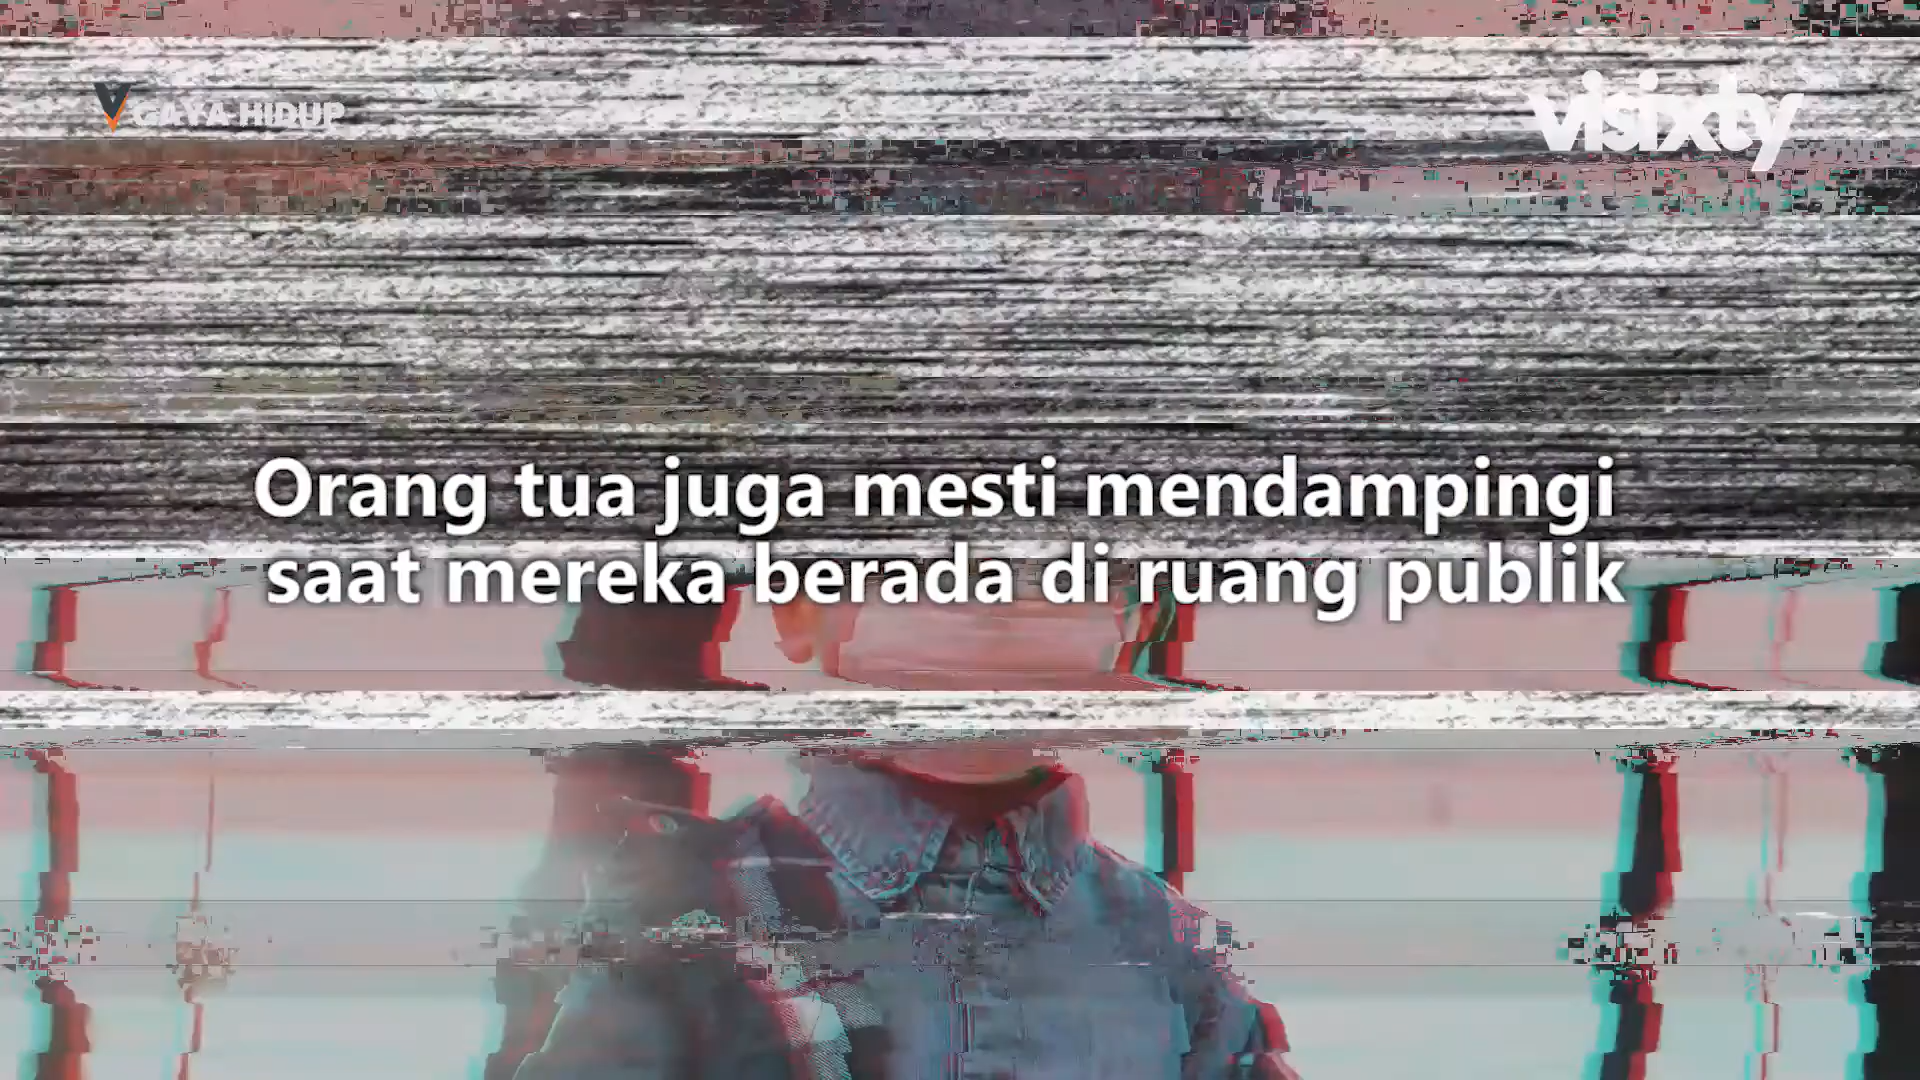 GAYA HIDUP
visixty
Orang tua juga mesti mendampingi
saat mereka berada di ruang publik